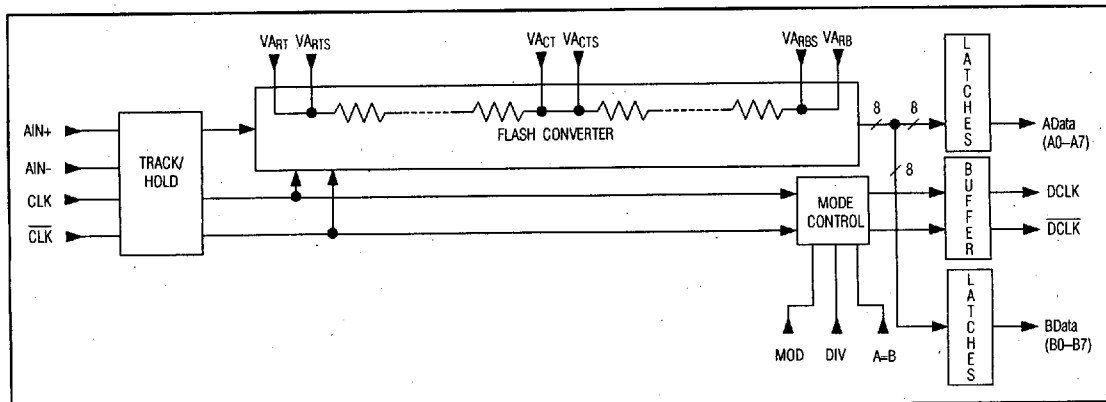 VART VARTS VACT VACTS VARBS VARB
FLASH CONVERTER
AIN+
AIN-
CLK
CLK
TRACK/
HOLD
8 8
8
LATCHES
AData
(A0–A7)
MODE
CONTROL
BUFFER
DCLK
DCLK
MOD DIV A=B
LATCHES
BData
(B0–B7)